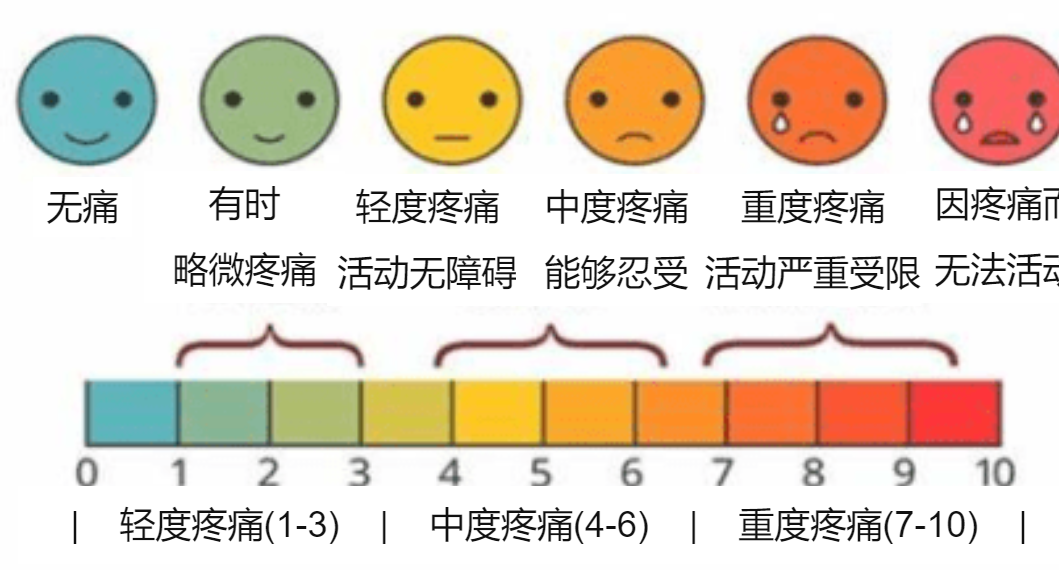 无痛 有时 轻度疼痛 中度疼痛 重度疼痛 因疼痛
略微疼痛 活动无障碍 能够忍受 活动严重受限 无法活
0 1 2 3 4 5 6 7 8 9 10
| 轻度疼痛(1-3) | 中度疼痛(4-6) | 重度疼痛(7-10) |